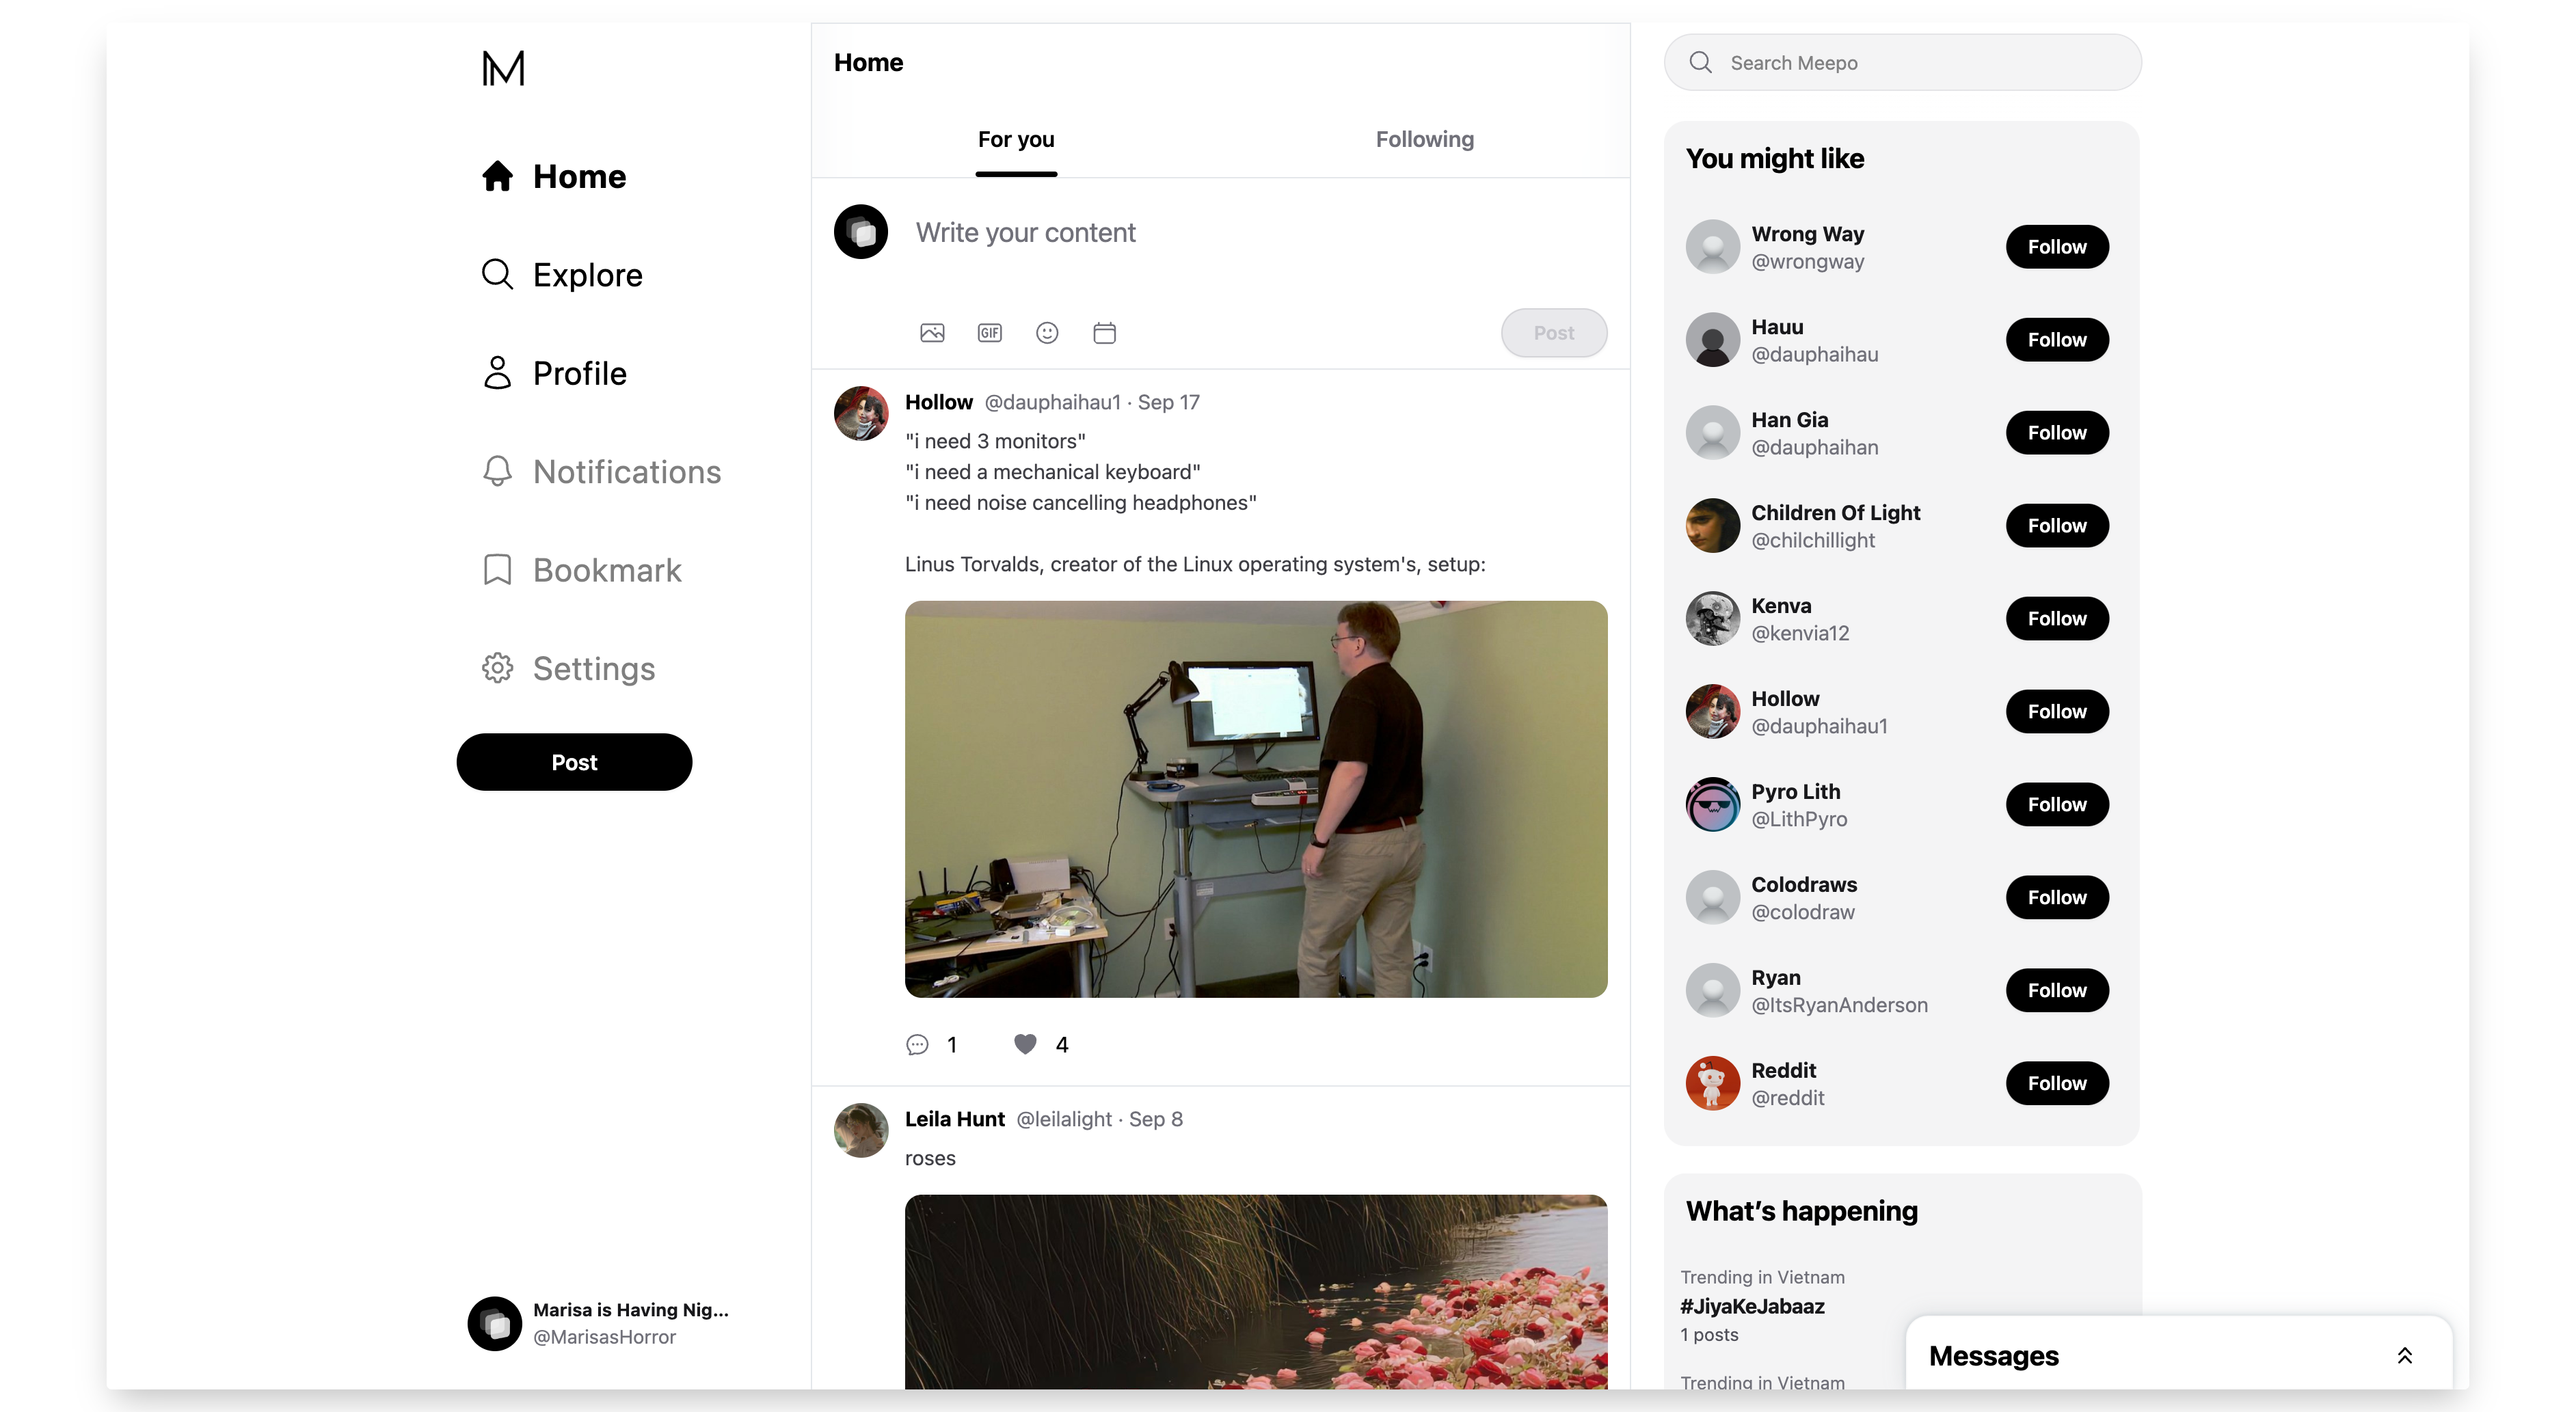 M
Home
Explore
Profile
Notifications
Bookmark
Settings
Post
Marisa is Having Nig...
@MarisasHorror
Home
For you
Following
Write your content
GIF
Post
Hollow @dauphaihau1 · Sep 17
"i need 3 monitors"
"i need a mechanical keyboard"
"i need noise cancelling headphones"
Linus Torvalds, creator of the Linux operating system's, setup:
1
4
Leila Hunt @leilalight · Sep 8
roses
Search Meepo
You might like
Wrong Way
@wrongway
Follow
Hauu
@dauphaihau
Follow
Han Gia
@dauphaihan
Follow
Children Of Light
@chilchillight
Follow
Kenva
@kenvia12
Follow
Hollow
@dauphaihau1
Follow
Pyro Lith
@LithPyro
Follow
Colodraws
@colodraw
Follow
Ryan
@ItsRyanAnderson
Follow
Reddit
@reddit
Follow
What's happening
Trending in Vietnam
#JiyaKeJabaaz
1 posts
Trending in Vietnam
Messages